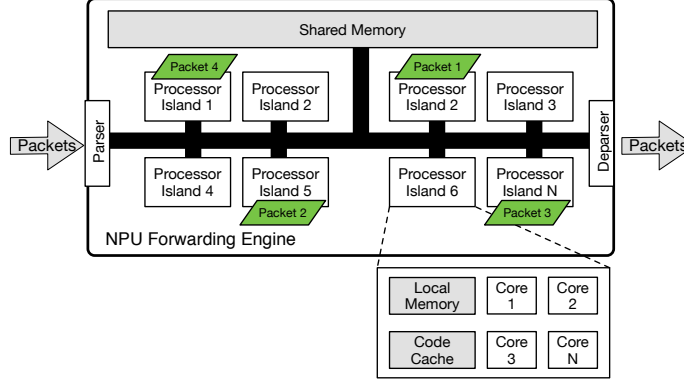 Shared Memory
Packet 4
Packet 1
Processor
Island 1
Processor
Island 2
Processor
Island 2
Processor
Island 3
Packets
Parser
Deparser
Packets
Processor
Island 4
Processor
Island 5
Processor
Island 6
Processor
Island N
Packet 2
Packet 3
NPU Forwarding Engine
Local
Memory
Core
1
Core
2
Code
Cache
Core
3
Core
N